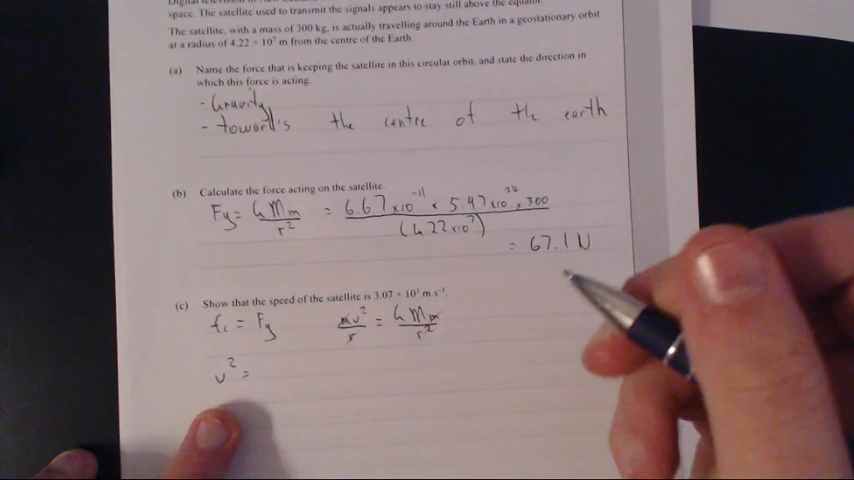 space. The satellite used to transmit the signals appears to stay still above the equator.
The satellite, with a mass of 300 kg, is actually travelling around the Earth in a geostationary orbit
at a radius of 4.22 × 10⁷ m from the centre of the Earth.
(a) Name the force that is keeping the satellite in this circular orbit, and state the direction in
which this force is acting.
- Gravity
- towards the centre of the earth
(b) Calculate the force acting on the satellite.
Fg = GMm/r² = 6.67×10⁻¹¹ × 5.97×10²⁴ × 300/(4.22×10⁷)
= 67.1 N
(c) Show that the speed of the satellite is 3.07 × 10³ m s⁻¹.
fc = Fg mv²/r = GMm/r²
v² =